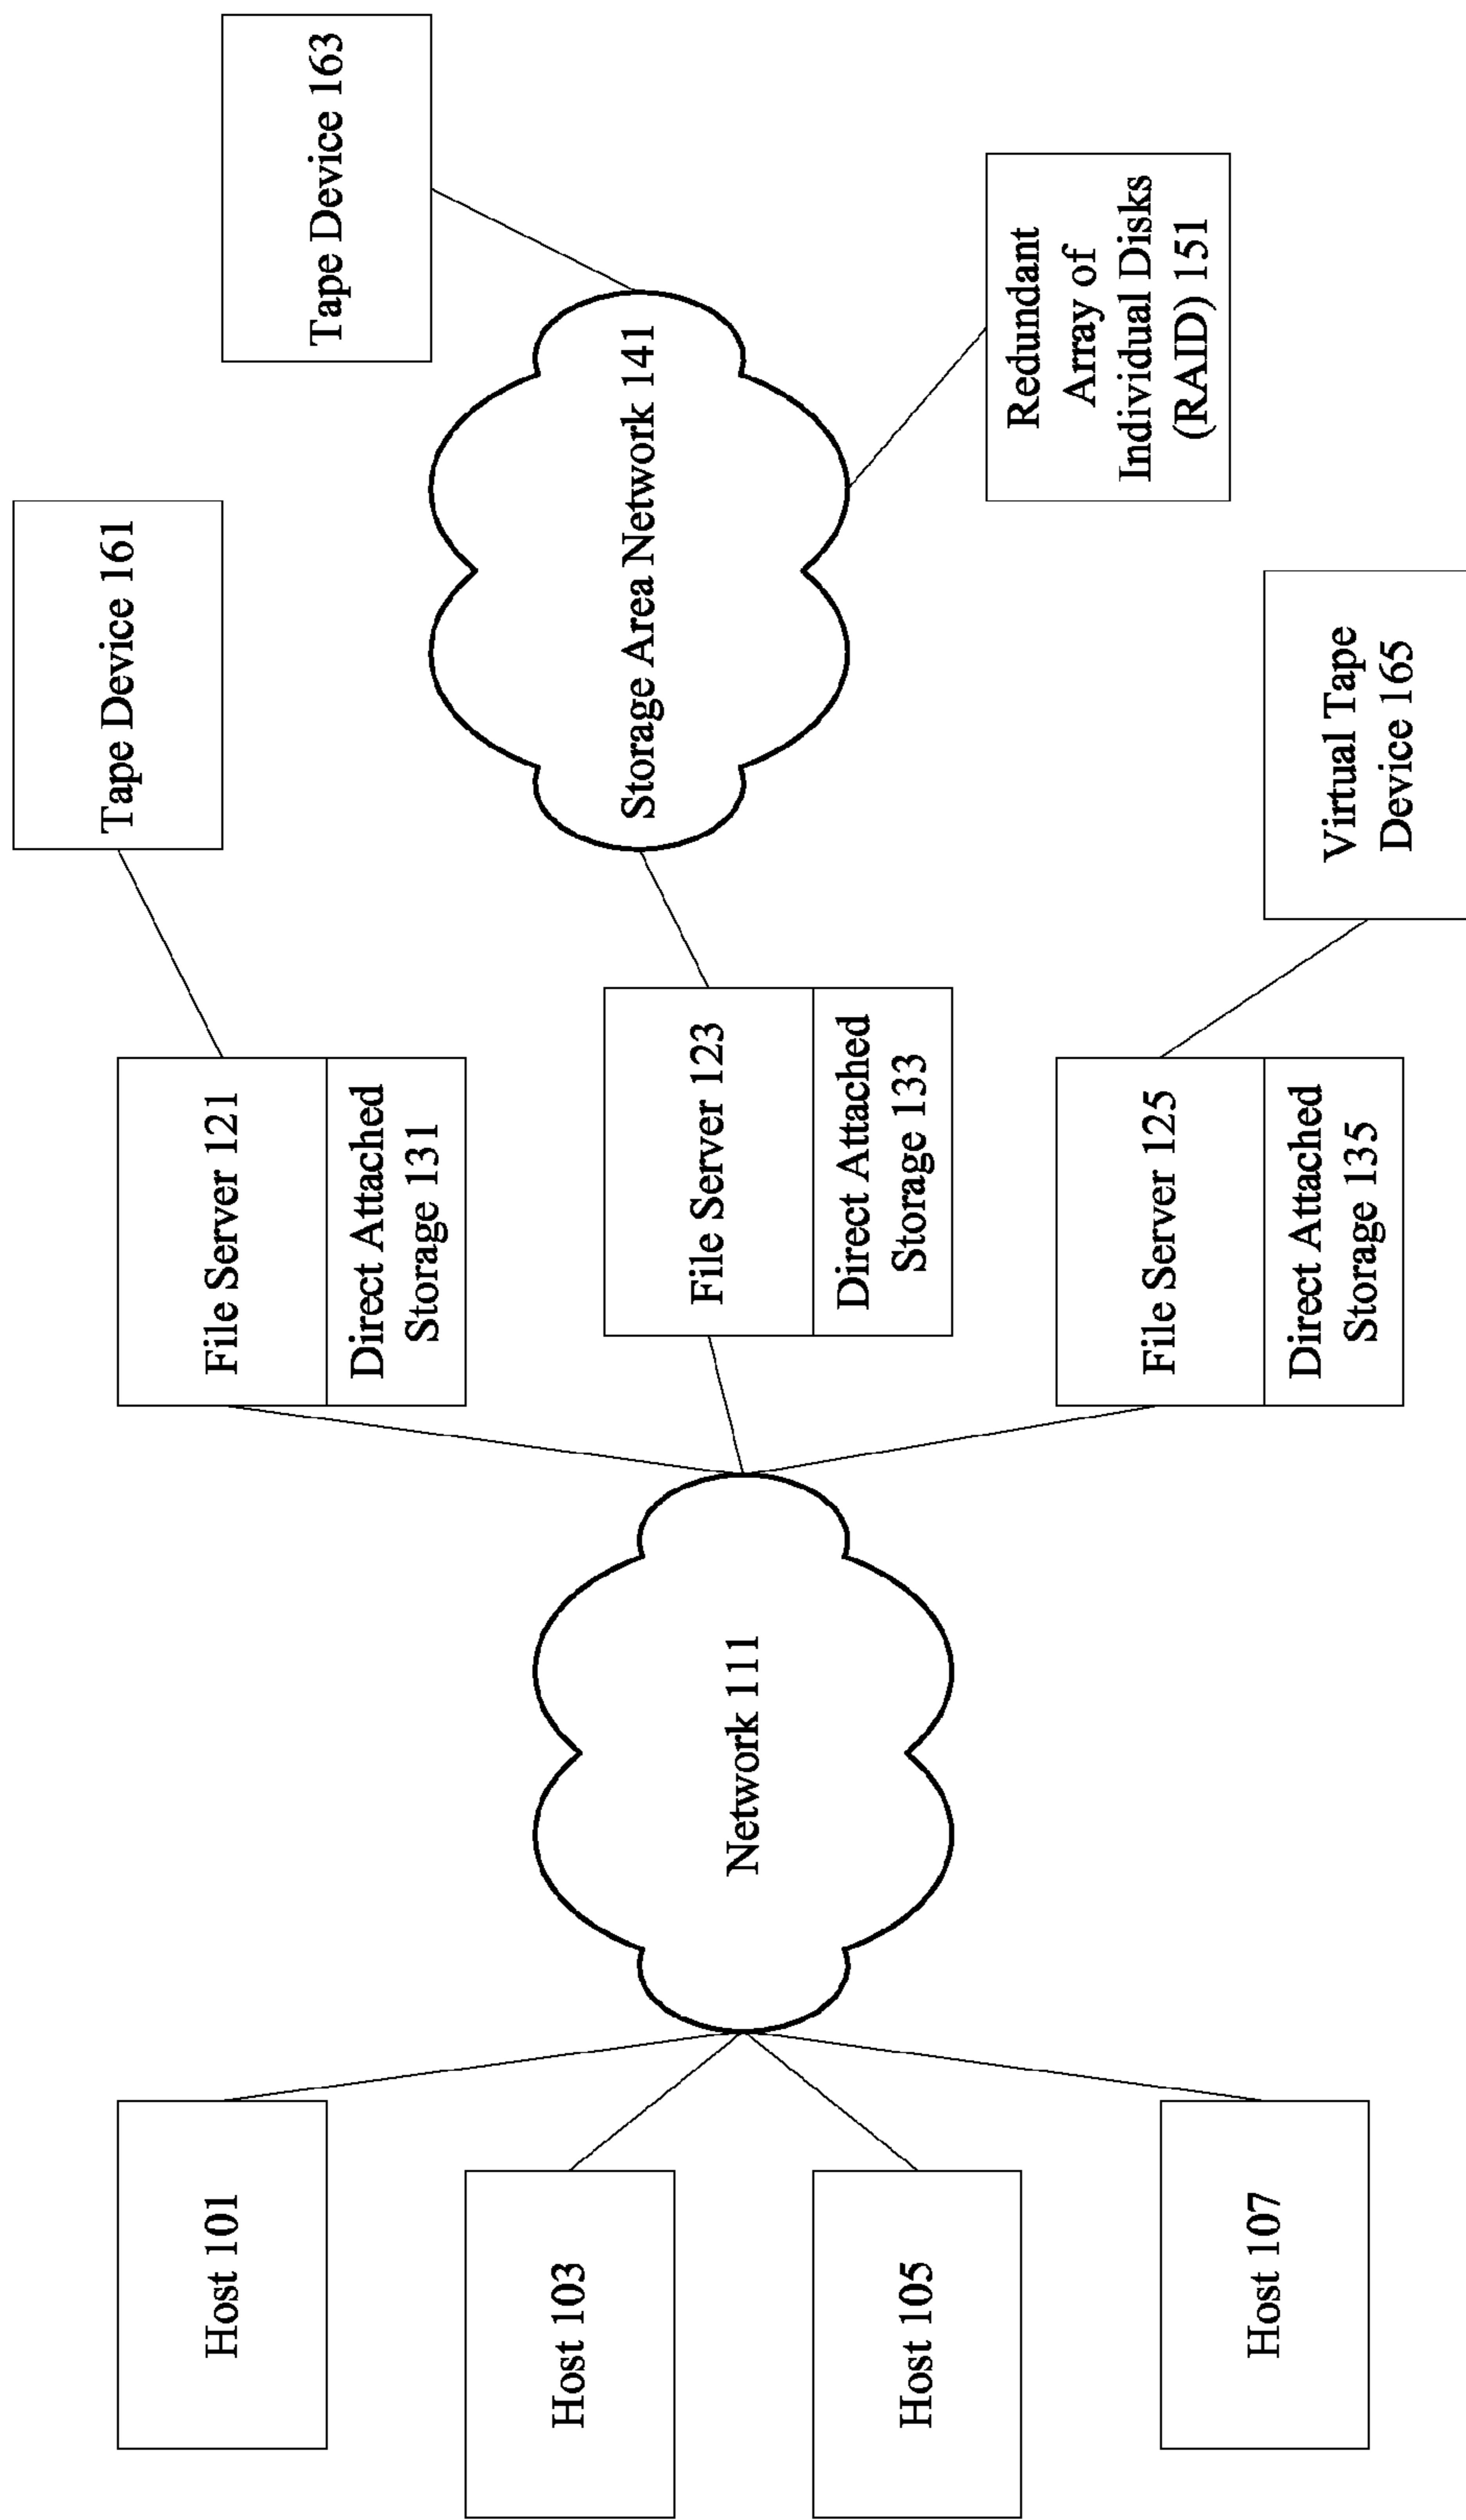 Host 101
Host 103
Host 105
Host 107
Network 111
File Server 121
Direct Attached
Storage 131
File Server 123
Direct Attached
Storage 133
File Server 125
Direct Attached
Storage 135
Tape Device 161
Storage Area Network 141
Virtual Tape
Device 165
Tape Device 163
Redundant
Array of
Individual Disks
(RAID) 151